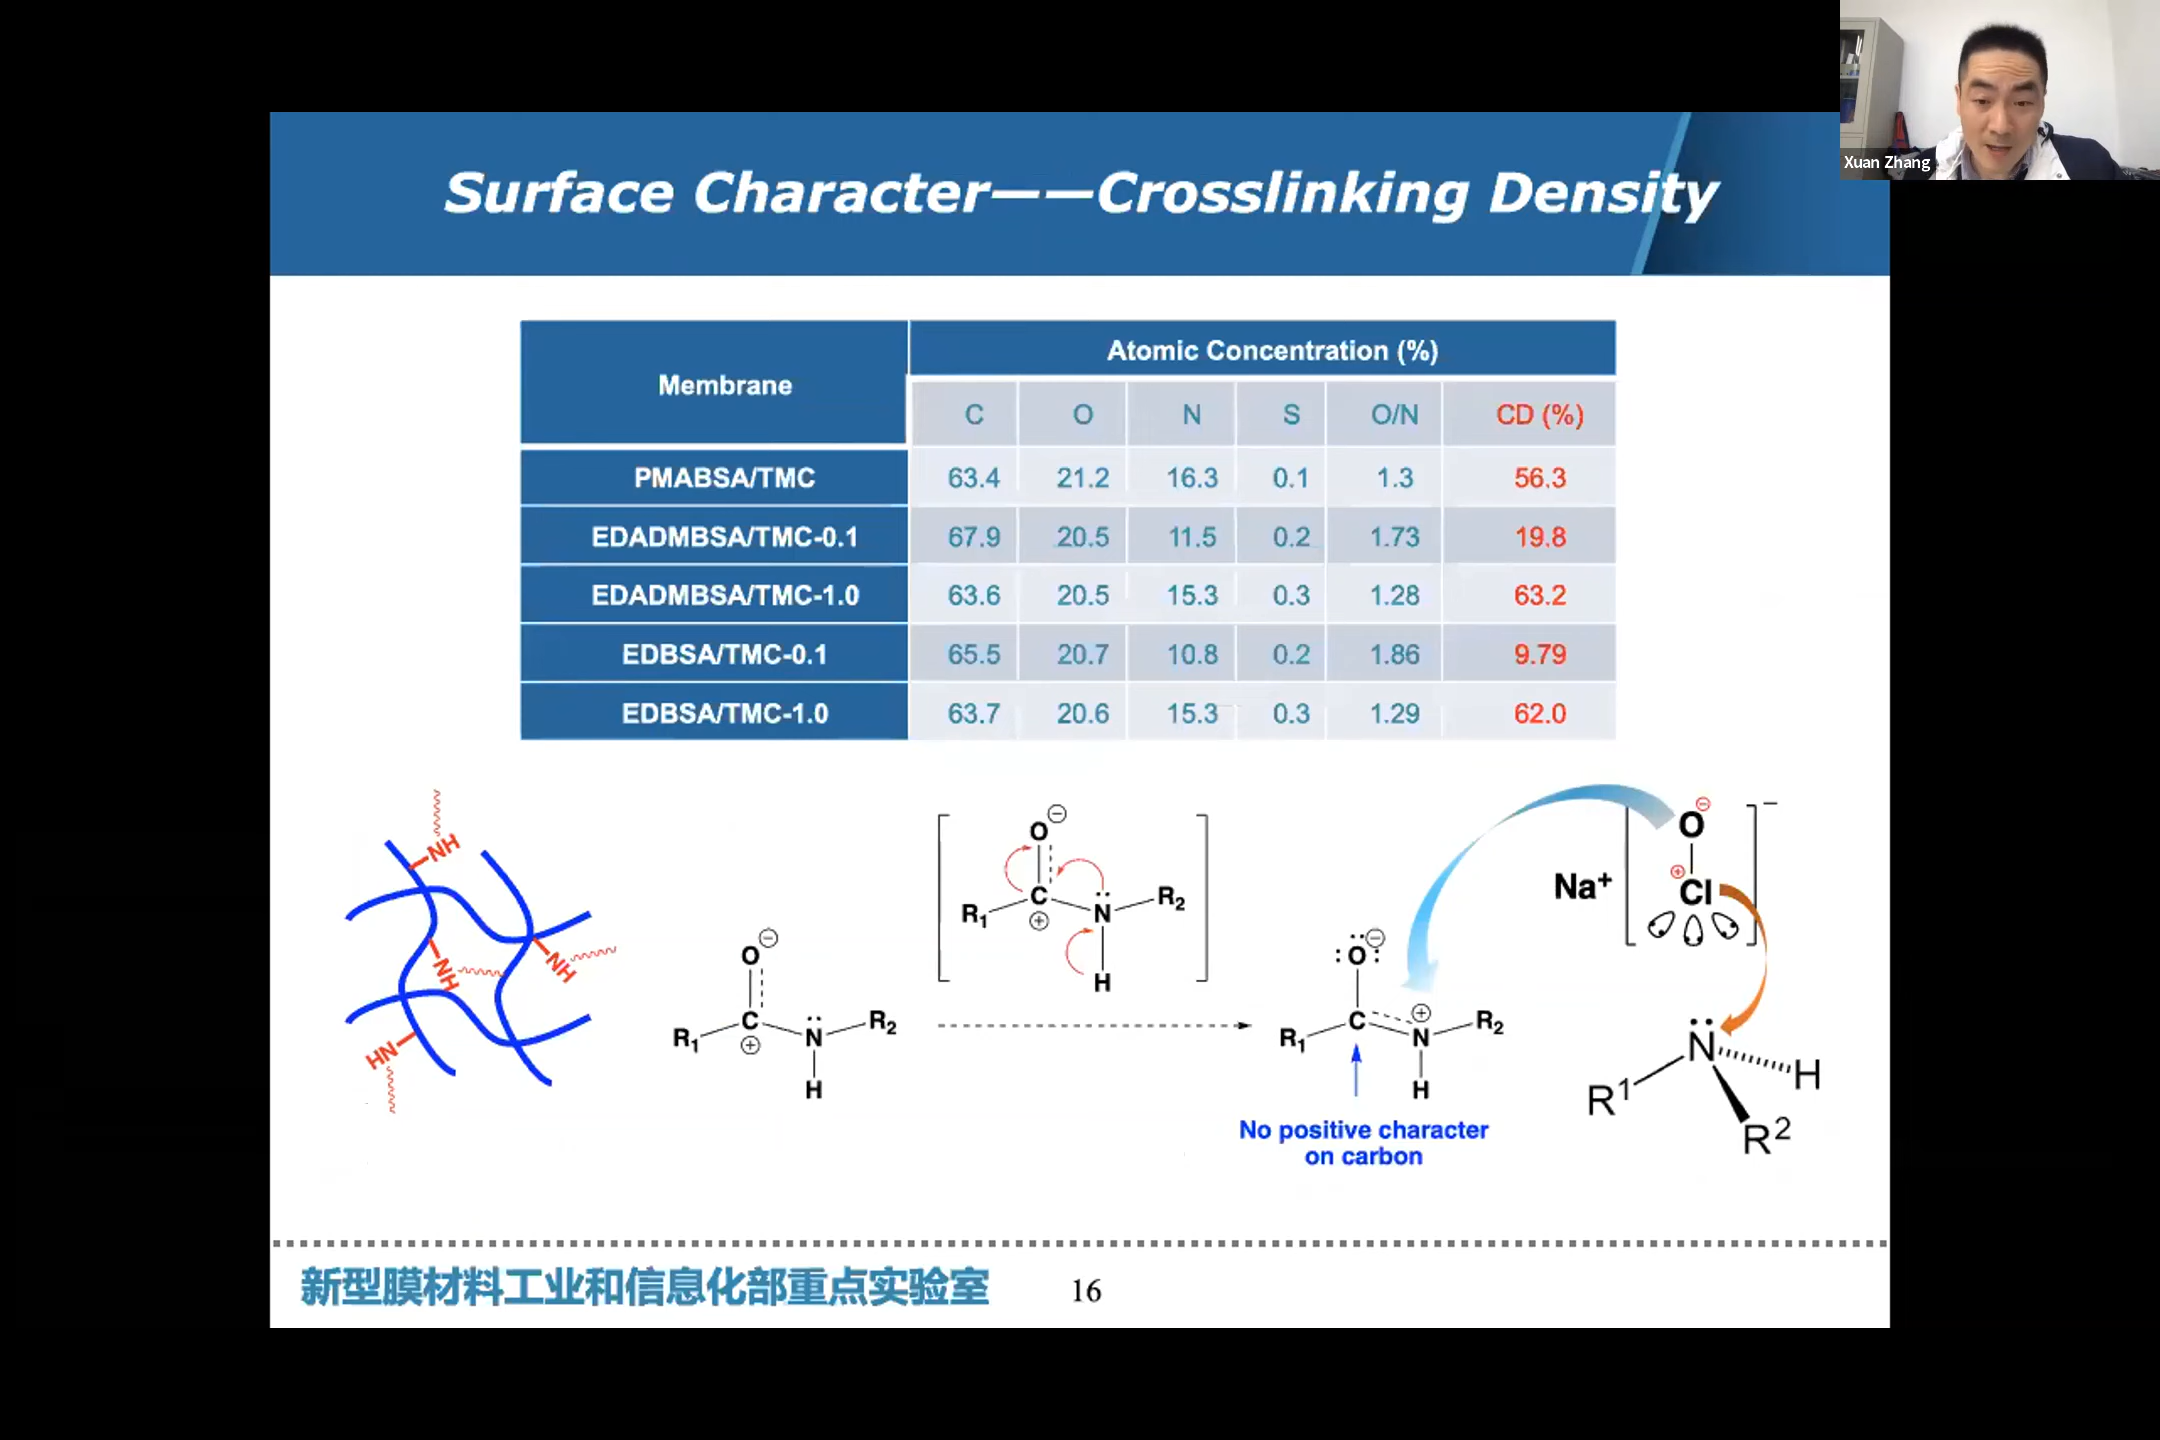 Xuan Zhang
Surface Character——Crosslinking Density
Membrane
Atomic Concentration (%)
C O N S O/N CD (%)
PMABSA/TMC 63.4 21.2 16.3 0.1 1.3 56.3
EDADMBSA/TMC-0.1 67.9 20.5 11.5 0.2 1.73 19.8
EDADMBSA/TMC-1.0 63.6 20.5 15.3 0.3 1.28 63.2
EDBSA/TMC-0.1 65.5 20.7 10.8 0.2 1.86 9.79
EDBSA/TMC-1.0 63.7 20.6 15.3 0.3 1.29 62.0
NH
NH
NH
HN
O ⊖
R₁ C N̈ R₂
⊕
H
O ⊖
R₁ C N̈ R₂
⊕
H
:Ö: ⊖
R₁ C N ⊕ R₂
H
No positive character
on carbon
Na⁺
O ⊖
⊕ Cl
−
N̈
H
R¹
R²
新型膜材料工业和信息化部重点实验室
16